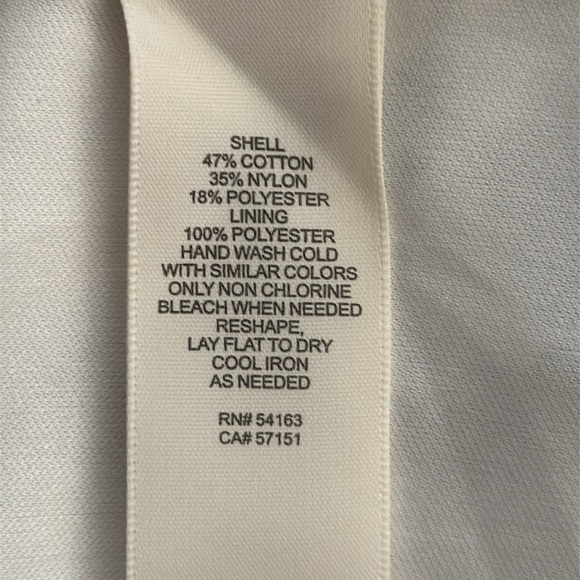 SHELL
47% COTTON
35% NYLON
18% POLYESTER
LINING
100% POLYESTER
HAND WASH COLD
WITH SIMILAR COLORS
ONLY NON CHLORINE
BLEACH WHEN NEEDED
RESHAPE,
LAY FLAT TO DRY
COOL IRON
AS NEEDED
RN# 54163
CA# 57151